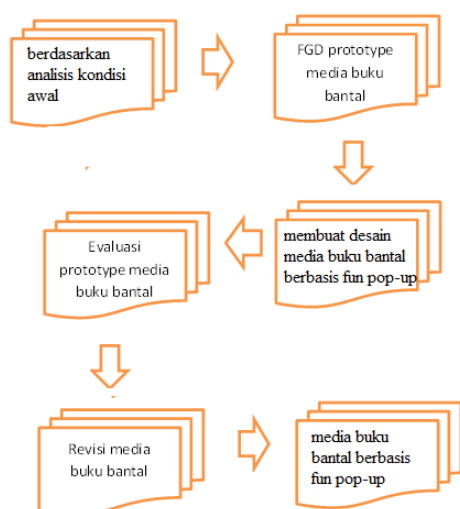 berdasarkan
analisis kondisi
awal
FGD prototype
media buku
bantal
membuat desain
media buku bantal
berbasis fun pop-up
Evaluasi
prototype media
buku bantal
Revisi media
buku bantal
media buku
bantal berbasis
fun pop-up